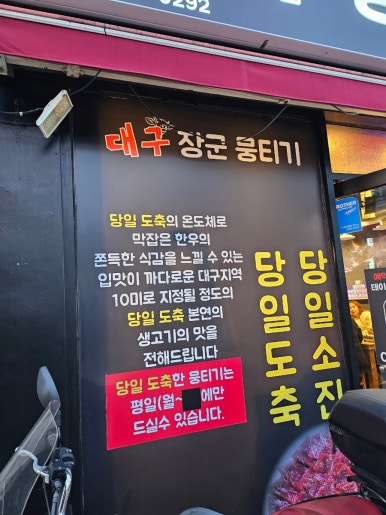 0292
대구 장군 뭉티기
당일 도축의 온도체로
막잡은 한우의
쫀득한 식감을 느낄 수 있는
입맛이 까다로운 대구지역
10미로 지정될 정도의
당일 도축 본연의
생고기의 맛을
전해드립니다
당일 도축한 뭉티기는
평일(월~ 에만
드실수 있습니다.
당일소진
당일도축